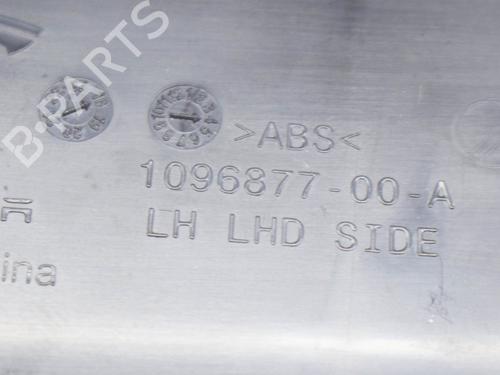 B-PARTS
>ABS<
1096877-00-A
LH LHD SIDE
ina